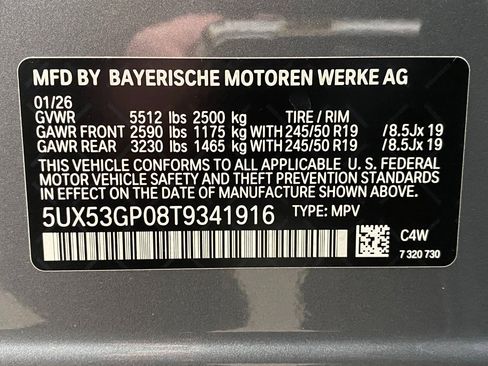 MFD BY BAYERISCHE MOTOREN WERKE AG
01/26
GVWR 5512 lbs 2500 kg TIRE / RIM
GAWR FRONT 2590 lbs 1175 kg WITH 245/50 R19 /8.5Jx 19
GAWR REAR 3230 lbs 1465 kg WITH 245/50 R19 /8.5Jx 19
THIS VEHICLE CONFORMS TO ALL APPLICABLE U. S. FEDERAL
MOTOR VEHICLE SAFETY AND THEFT PREVENTION STANDARDS
IN EFFECT ON THE DATE OF MANUFACTURE SHOWN ABOVE.
5UX53GP08T9341916 TYPE: MPV
C4W
7 320 730